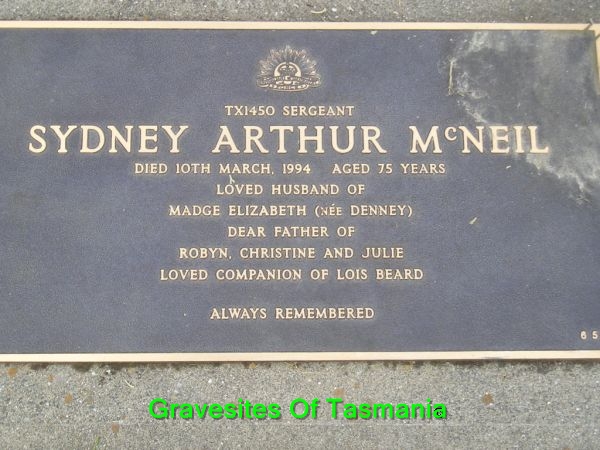 TX1450 SERGEANT
SYDNEY ARTHUR McNEIL
DIED 10TH MARCH, 1994 AGED 75 YEARS
LOVED HUSBAND OF
MADGE ELIZABETH (NÉE DENNEY)
DEAR FATHER OF
ROBYN, CHRISTINE AND JULIE
LOVED COMPANION OF LOIS BEARD
ALWAYS REMEMBERED
65
Gravesites Of Tasmania